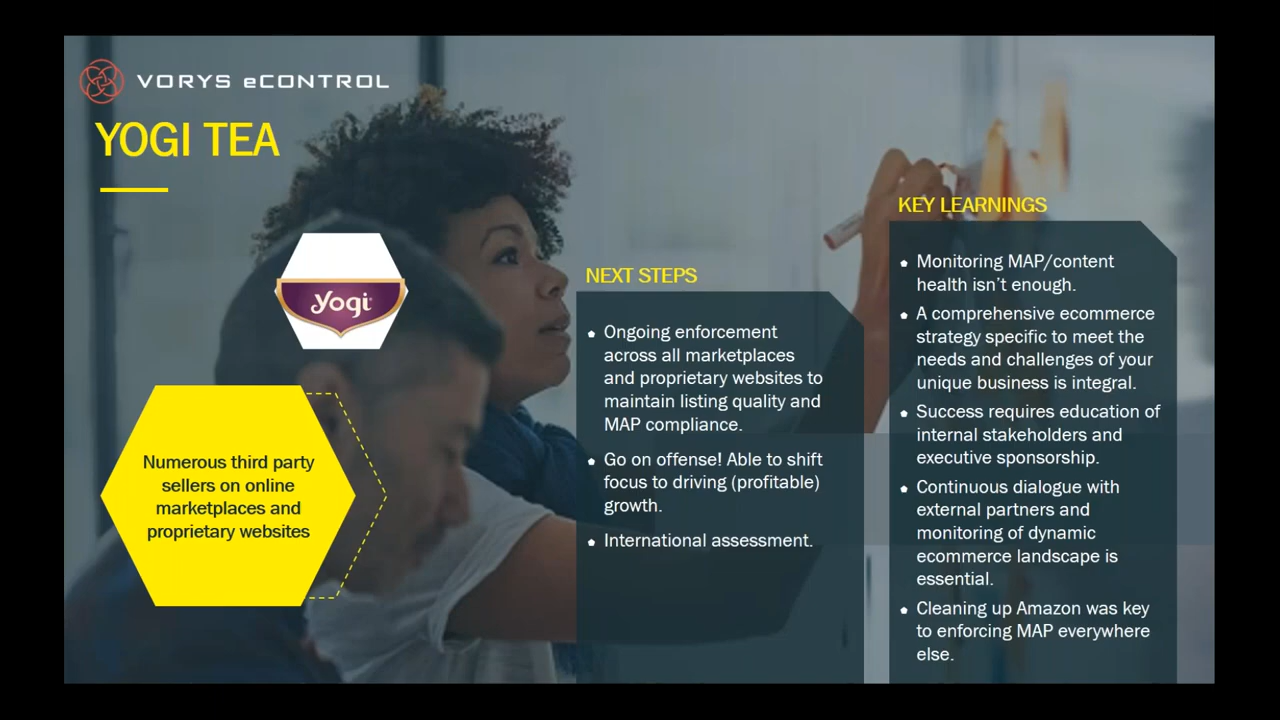 VORYS eCONTROL
YOGI TEA
yogi
Numerous third party
sellers on online
marketplaces and
proprietary websites
NEXT STEPS
Ongoing enforcement
across all marketplaces
and proprietary websites to
maintain listing quality and
MAP compliance.
Go on offense! Able to shift
focus to driving (profitable)
growth.
International assessment.
KEY LEARNINGS
Monitoring MAP/content
health isn’t enough.
A comprehensive ecommerce
strategy specific to meet the
needs and challenges of your
unique business is integral.
Success requires education of
internal stakeholders and
executive sponsorship.
Continuous dialogue with
external partners and
monitoring of dynamic
ecommerce landscape is
essential.
Cleaning up Amazon was key
to enforcing MAP everywhere
else.